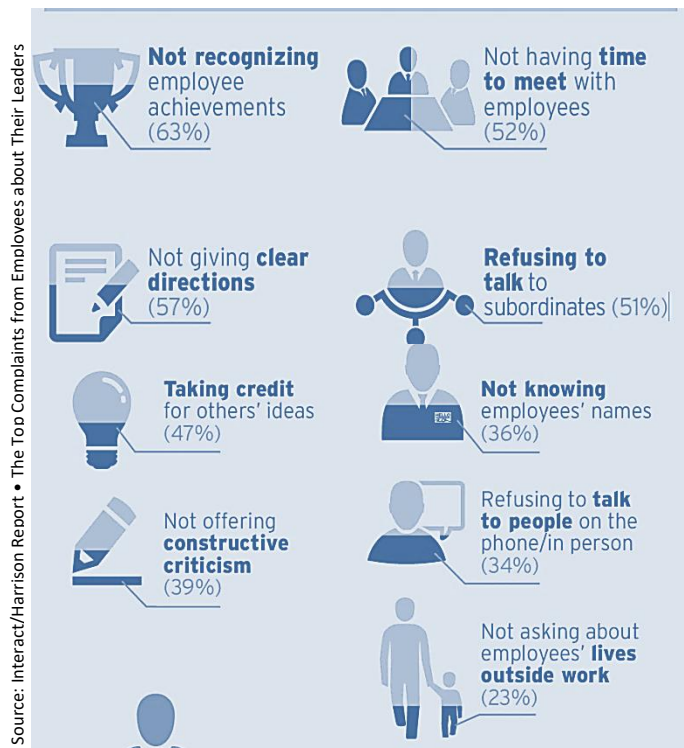 Source: Interact/Harrison Report • The Top Complaints from Employees about Their Leaders
Not recognizing
employee
achievements
(63%)
Not having time
to meet with
employees
(52%)
Not giving clear
directions
(57%)
Refusing to
talk to
subordinates (51%)
Taking credit
for others' ideas
(47%)
Not knowing
employees' names
(36%)
Not offering
constructive
criticism
(39%)
Refusing to talk
to people on the
phone/in person
(34%)
Not asking about
employees' lives
outside work
(23%)